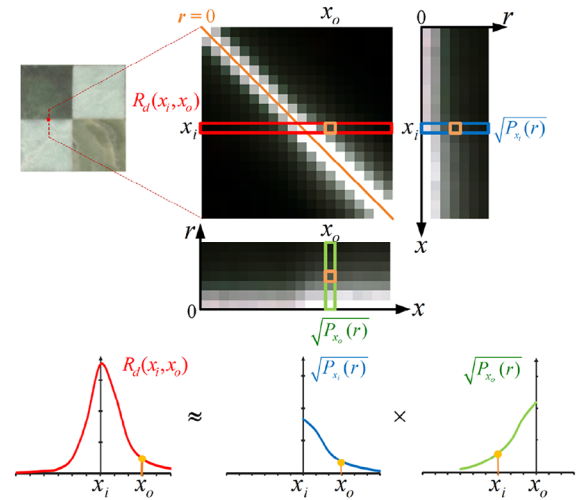 r = 0
x_o
0
r
R_d(x_i, x_o)
x_i
x_i
√P_{x_i}(r)
r
x_o
x
0
x
√P_{x_o}(r)
R_d(x_i, x_o)
√P_{x_i}(r)
√P_{x_o}(r)
≈
×
x_i
x_o
x_i
x_o
x_i
x_o